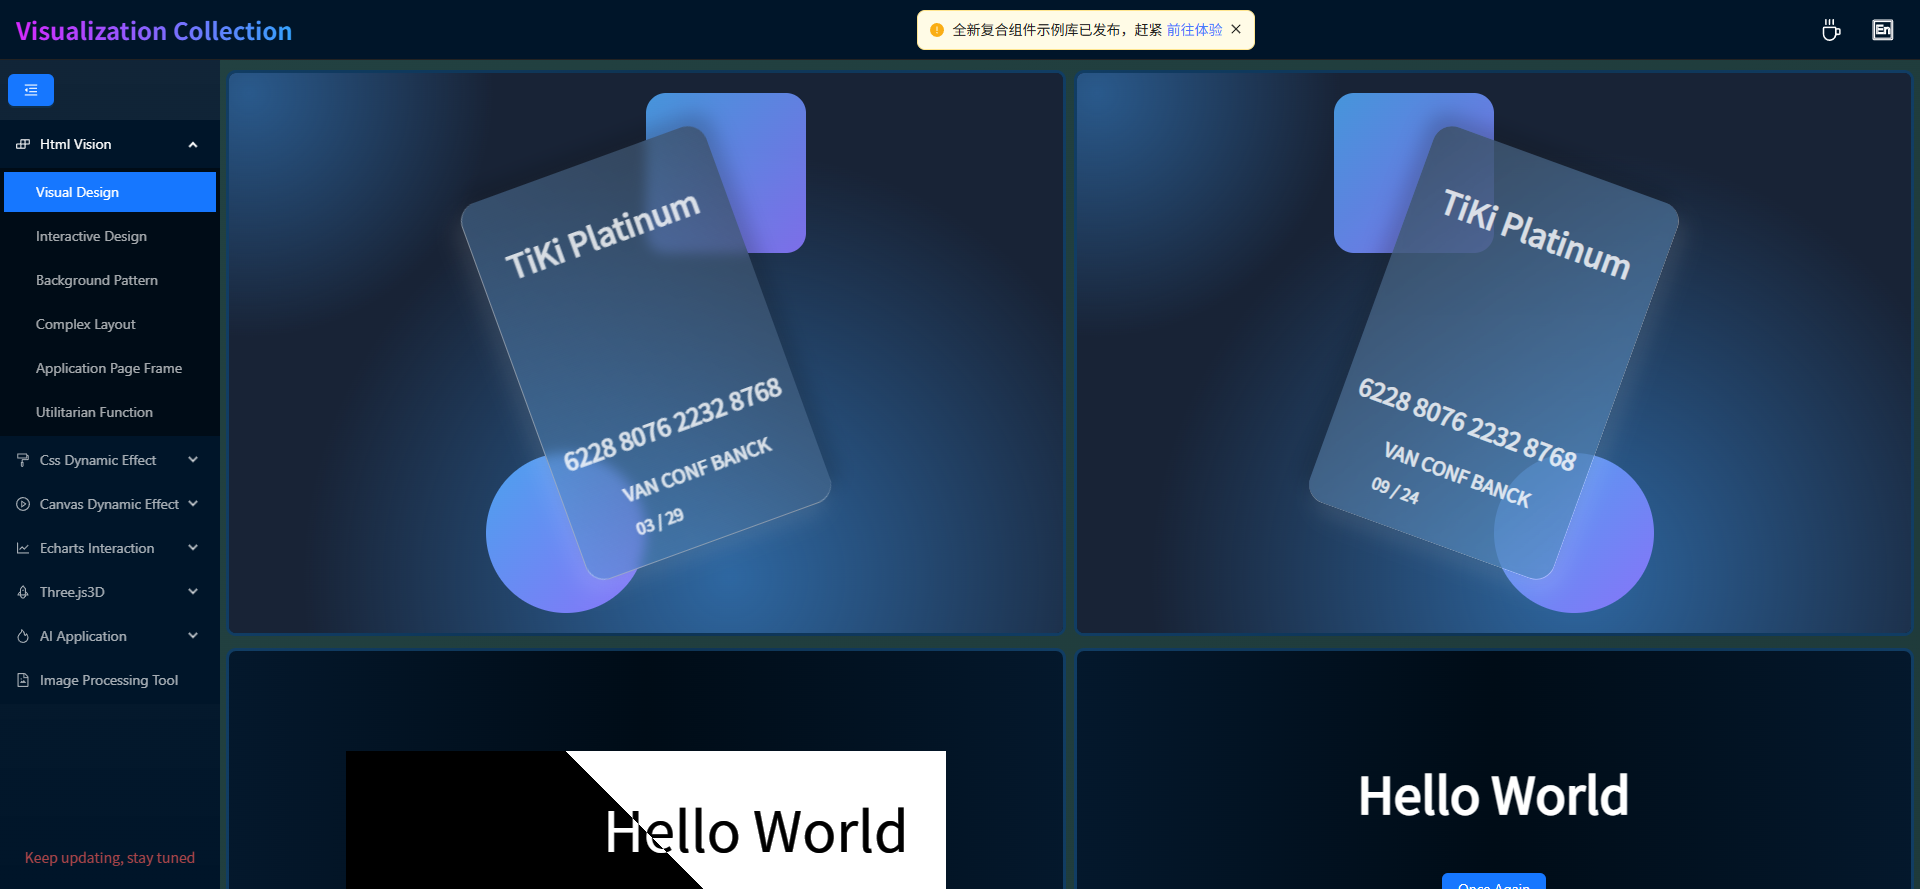 Visualization Collection
全新复合组件示例库已发布，赶紧 前往体验
En
Html Vision
Visual Design
Interactive Design
Background Pattern
Complex Layout
Application Page Frame
Utilitarian Function
Css Dynamic Effect
Canvas Dynamic Effect
Echarts Interaction
Three.js3D
AI Application
Image Processing Tool
Keep updating, stay tuned
TiKi Platinum
6228 8076 2232 8768
VAN CONF BANCK
03 / 29
TiKi Platinum
6228 8076 2232 8768
VAN CONF BANCK
09 / 24
Hello World
Hello World
Once Again